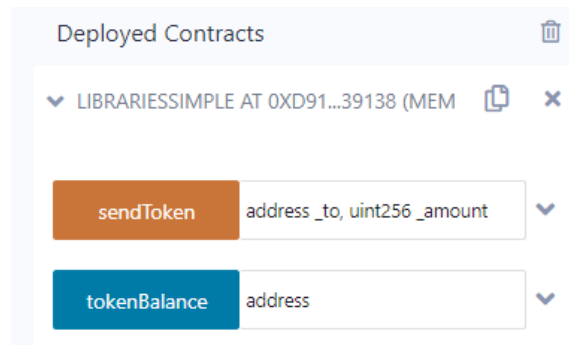 Deployed Contracts
LIBRARIESSIMPLE AT 0XD91...39138 (MEM
sendToken address _to, uint256 _amount
tokenBalance address